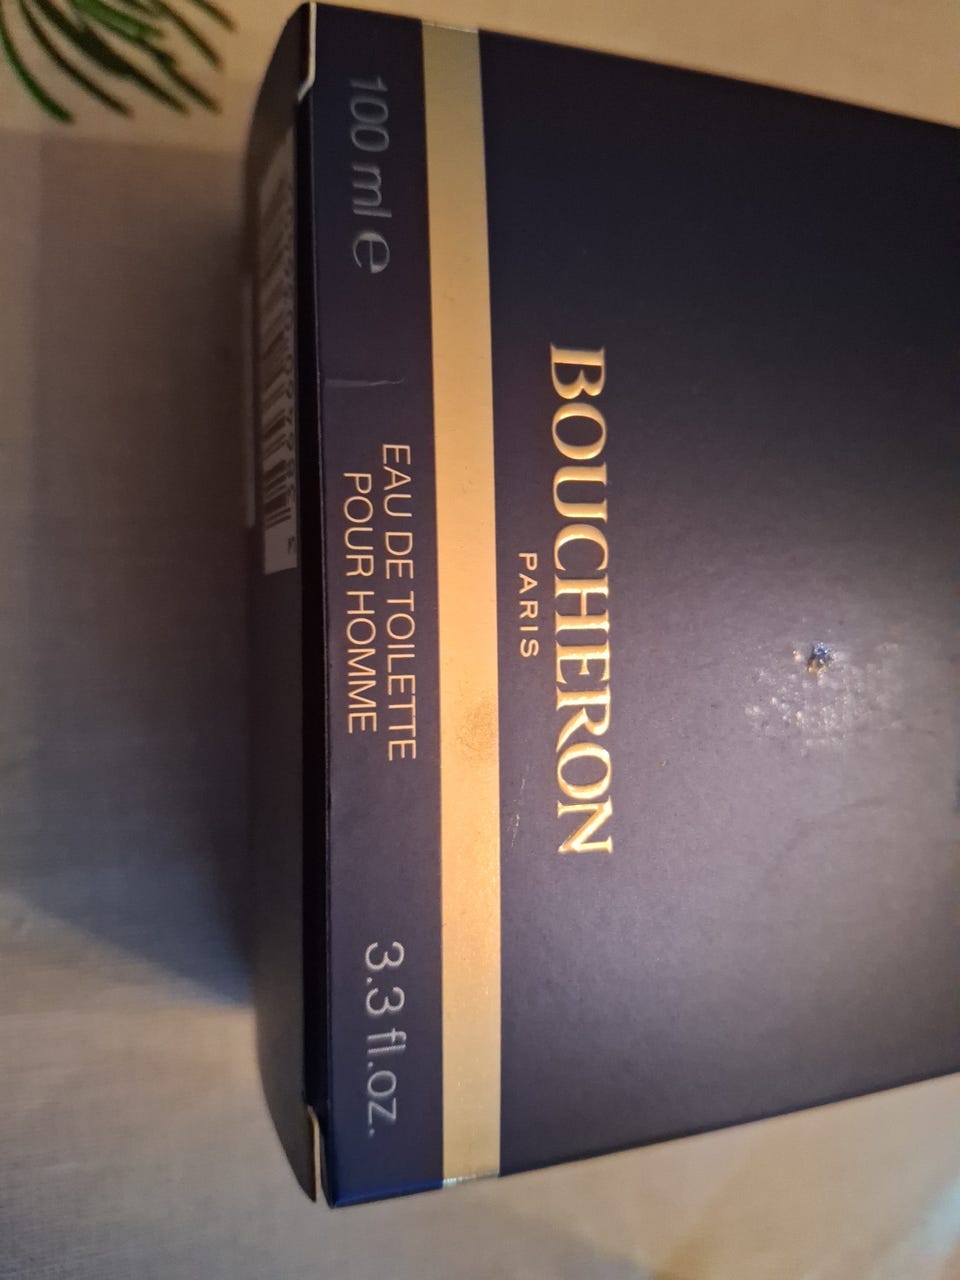 BOUCHERON
PARIS
EAU DE TOILETTE
POUR HOMME
100 ml e
3.3 fl.oz.